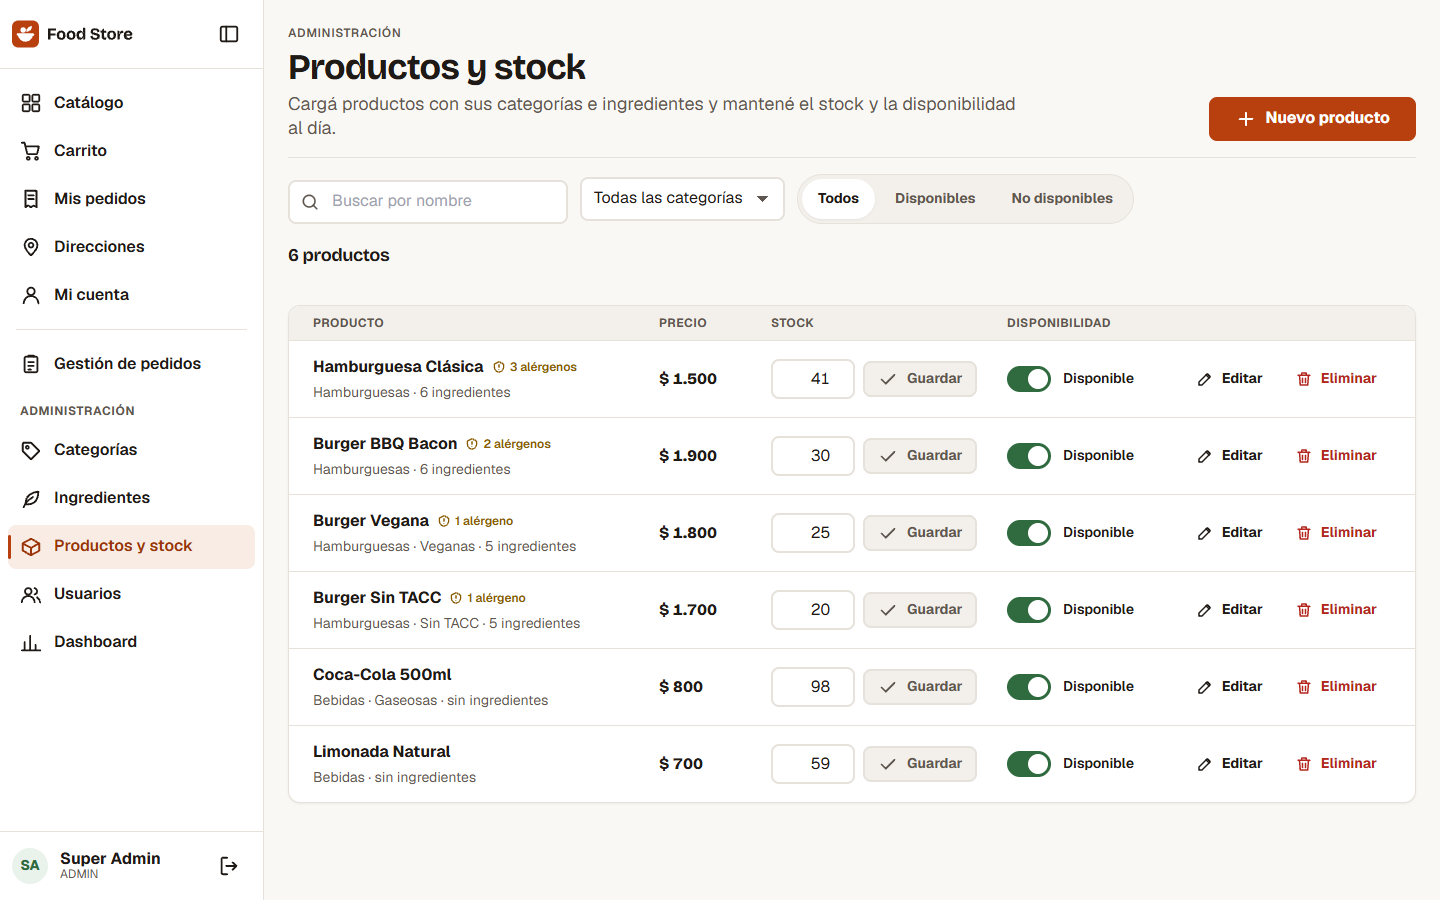 Food Store
Catálogo
Carrito
Mis pedidos
Direcciones
Mi cuenta
Gestión de pedidos
ADMINISTRACIÓN
Categorías
Ingredientes
Productos y stock
Usuarios
Dashboard
SA
Super Admin
ADMIN
ADMINISTRACIÓN
Productos y stock
Cargá productos con sus categorías e ingredientes y mantené el stock y la disponibilidad
al día.
Nuevo producto
Buscar por nombre
Todas las categorías
Todos
Disponibles
No disponibles
6 productos
PRODUCTO PRECIO STOCK DISPONIBILIDAD
Hamburguesa Clásica 3 alérgenos
Hamburguesas · 6 ingredientes
$ 1.500 41 Guardar Disponible Editar Eliminar
Burger BBQ Bacon 2 alérgenos
Hamburguesas · 6 ingredientes
$ 1.900 30 Guardar Disponible Editar Eliminar
Burger Vegana 1 alérgeno
Hamburguesas · Veganas · 5 ingredientes
$ 1.800 25 Guardar Disponible Editar Eliminar
Burger Sin TACC 1 alérgeno
Hamburguesas · Sin TACC · 5 ingredientes
$ 1.700 20 Guardar Disponible Editar Eliminar
Coca-Cola 500ml
Bebidas · Gaseosas · sin ingredientes
$ 800 98 Guardar Disponible Editar Eliminar
Limonada Natural
Bebidas · sin ingredientes
$ 700 59 Guardar Disponible Editar Eliminar